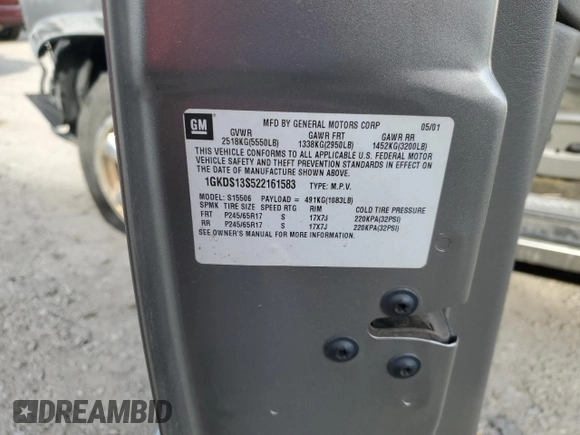 GM
MFD BY GENERAL MOTORS CORP 05/01
GVWR GAWR FRT GAWR RR
2518KG(5550LB) 1338KG(2950LB) 1452KG(3200LB)
THIS VEHICLE CONFORMS TO ALL APPLICABLE U.S. FEDERAL MOTOR
VEHICLE SAFETY AND THEFT PREVENTION STANDARDS IN EFFECT ON
THE DATE OF MANUFACTURE SHOWN ABOVE.
1GKDS13S522161583 TYPE: M.P.V.
MODEL: S15506 PAYLOAD = 491KG(1083LB)
SPMK TIRE SIZE SPEED RTG RIM COLD TIRE PRESSURE
FRT P245/65R17 S 17X7J 220KPA(32PSI)
RR P245/65R17 S 17X7J 220KPA(32PSI)
SEE OWNER'S MANUAL FOR MORE INFORMATION.
DREAMBID